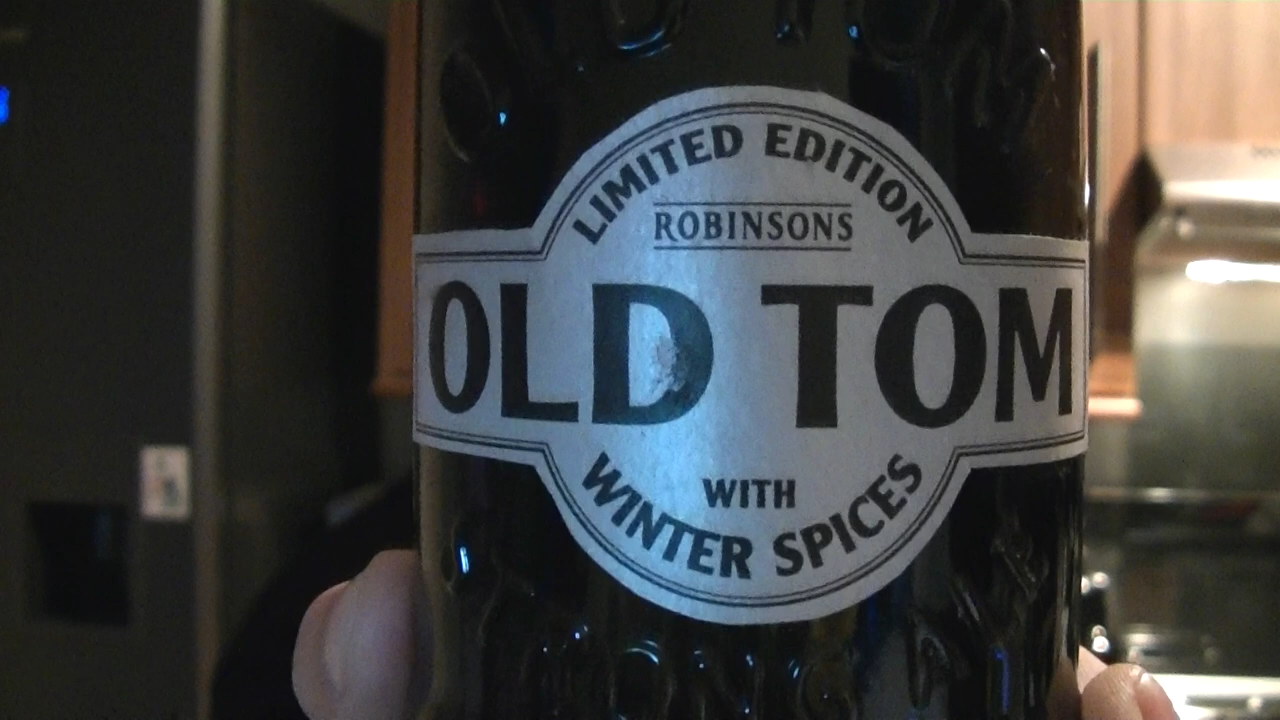 LIMITED EDITION
ROBINSONS
OLD TOM
WITH
WINTER SPICES